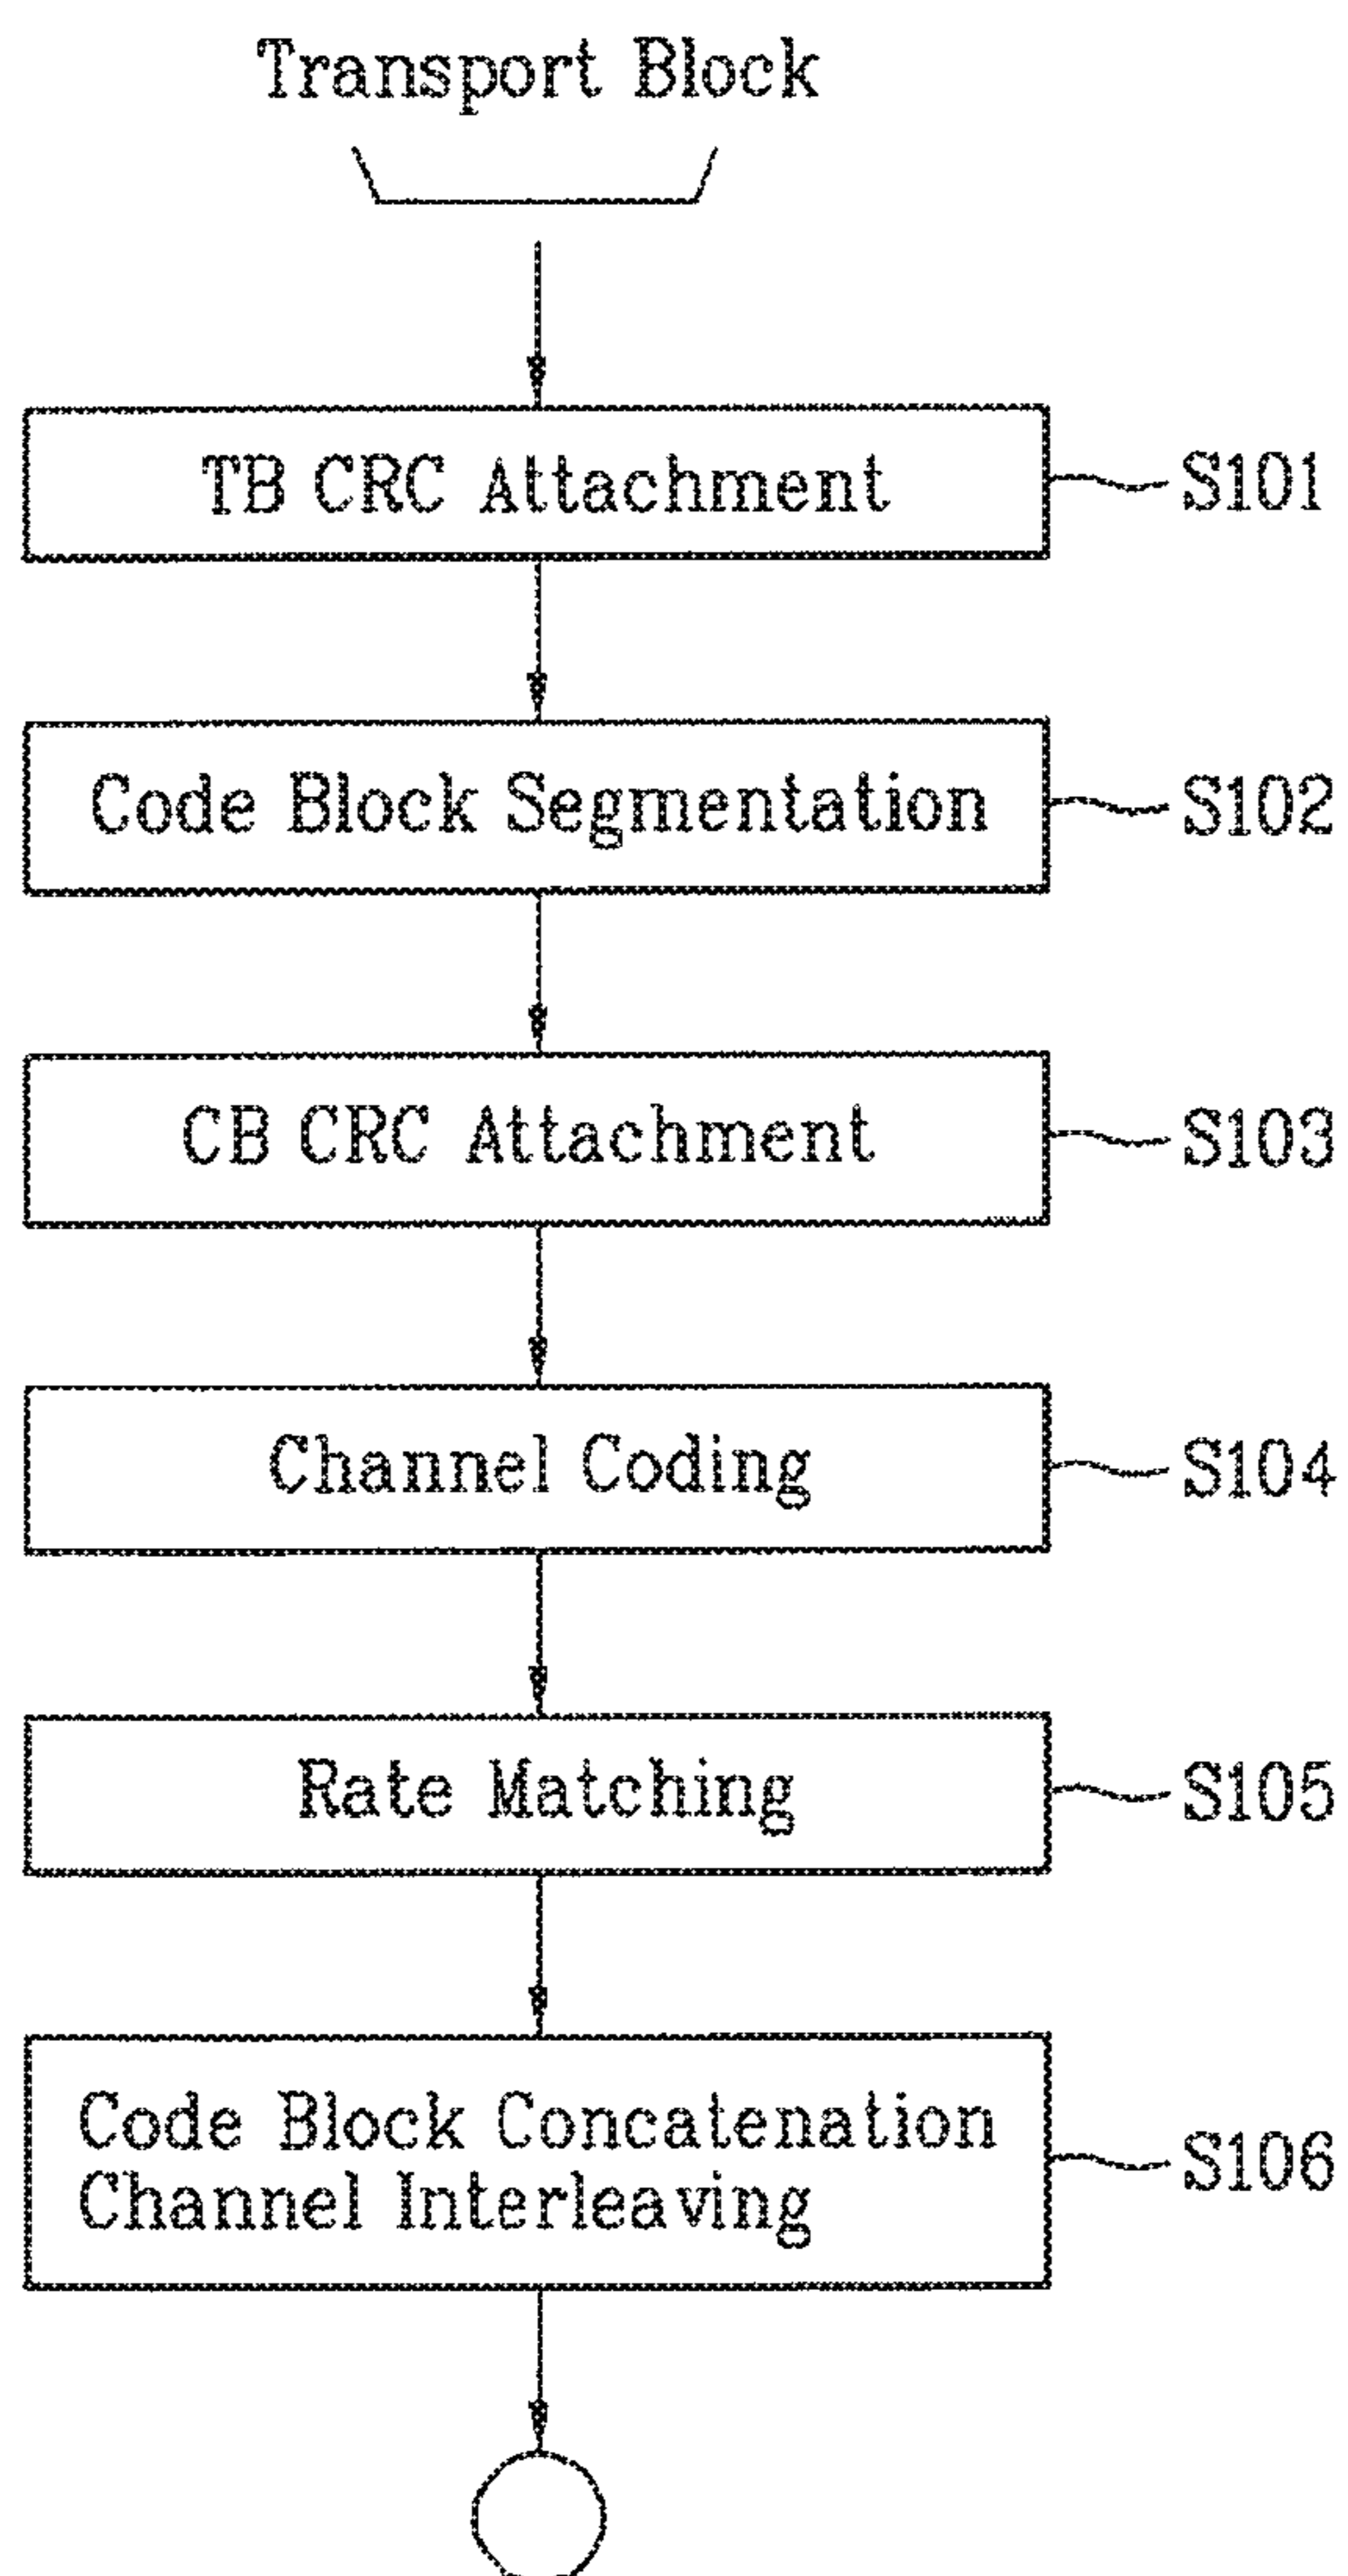 Transport Block
TB CRC Attachment
S101
Code Block Segmentation
S102
CB CRC Attachment
S103
Channel Coding
S104
Rate Matching
S105
Code Block Concatenation
Channel Interleaving
S106